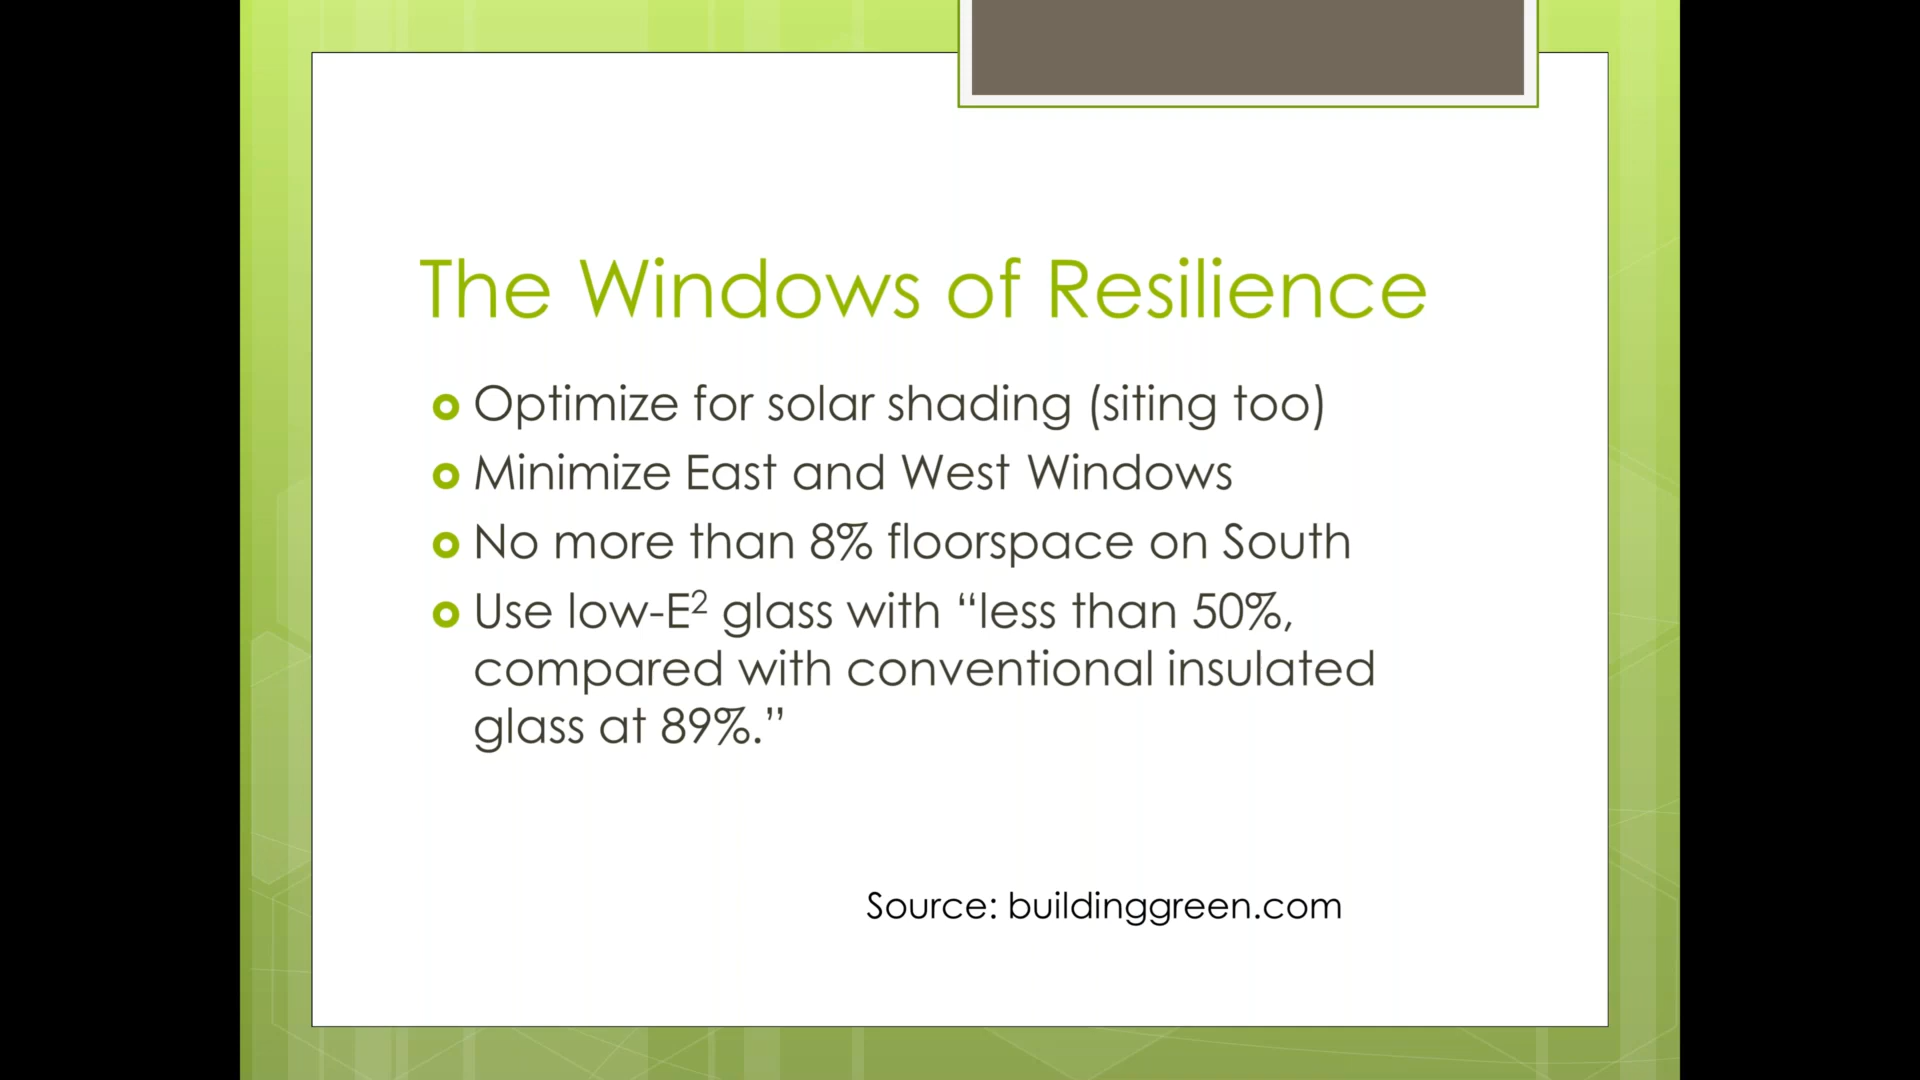 The Windows of Resilience
Optimize for solar shading (siting too)
Minimize East and West Windows
No more than 8% floorspace on South
Use low-E² glass with “less than 50%,
compared with conventional insulated
glass at 89%.”
Source: buildinggreen.com